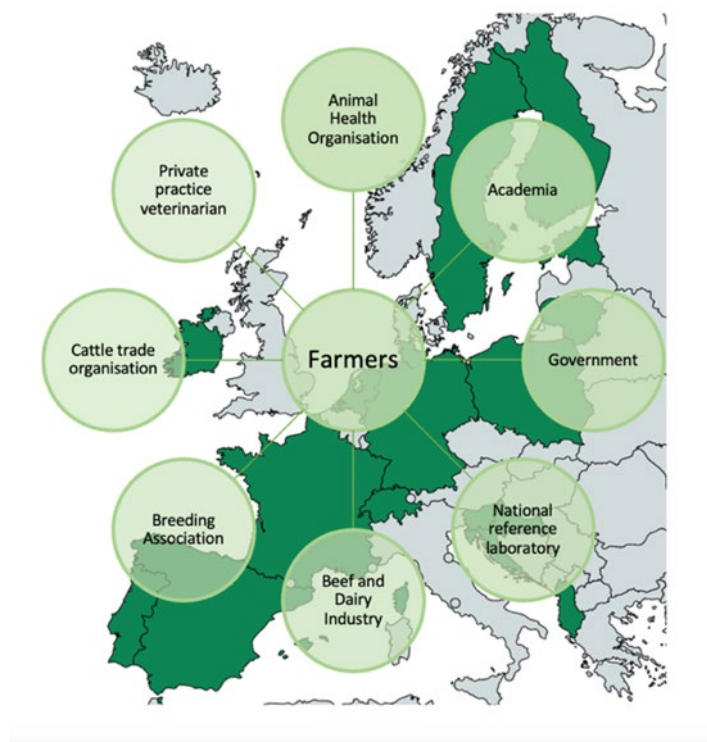 Animal
Health
Organisation
Private
practice
veterinarian
Academia
Cattle trade
organisation
Farmers
Government
Breeding
Association
National
reference
laboratory
Beef and
Dairy
Industry